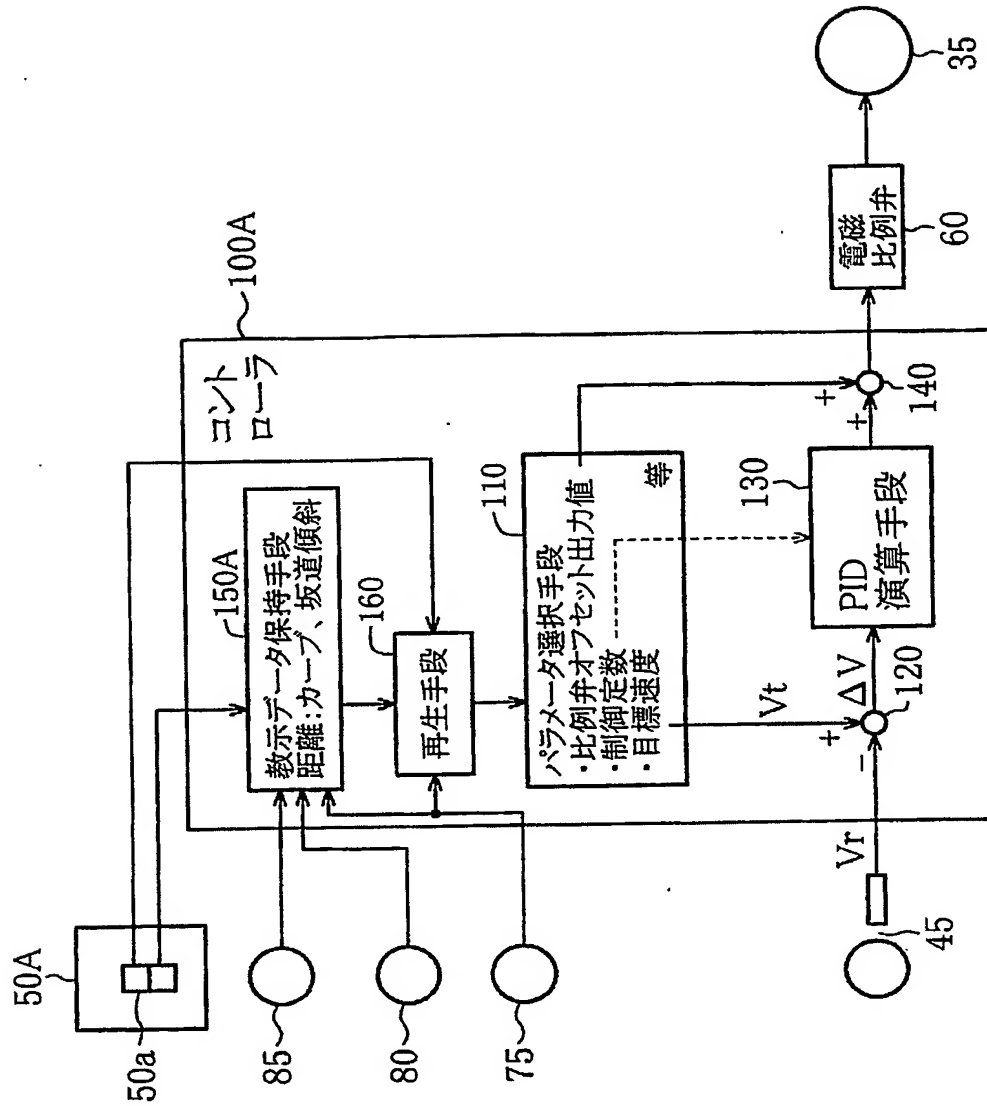 50A
50a
85
80
75
45
100A
コント
ローラ
150A
教示データ保持手段
距離:カーブ、坂道傾斜
160
再生手段
110
パラメータ選択手段
・比例弁オフセット出力値
・制御定数
・目標速度
等
Vr
Vt
+
-
120
ΔV
130
PID
演算手段
+
+
140
電磁
比例弁
60
35